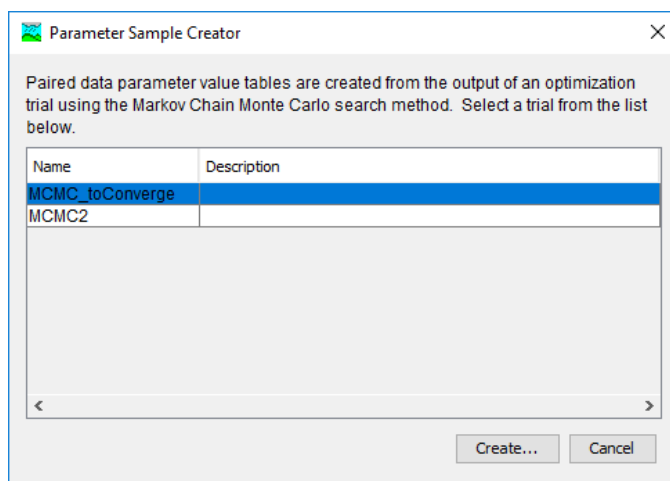 Parameter Sample Creator
Paired data parameter value tables are created from the output of an optimization
trial using the Markov Chain Monte Carlo search method. Select a trial from the list
below.
Name Description
MCMC_toConverge
MCMC2
Create... Cancel